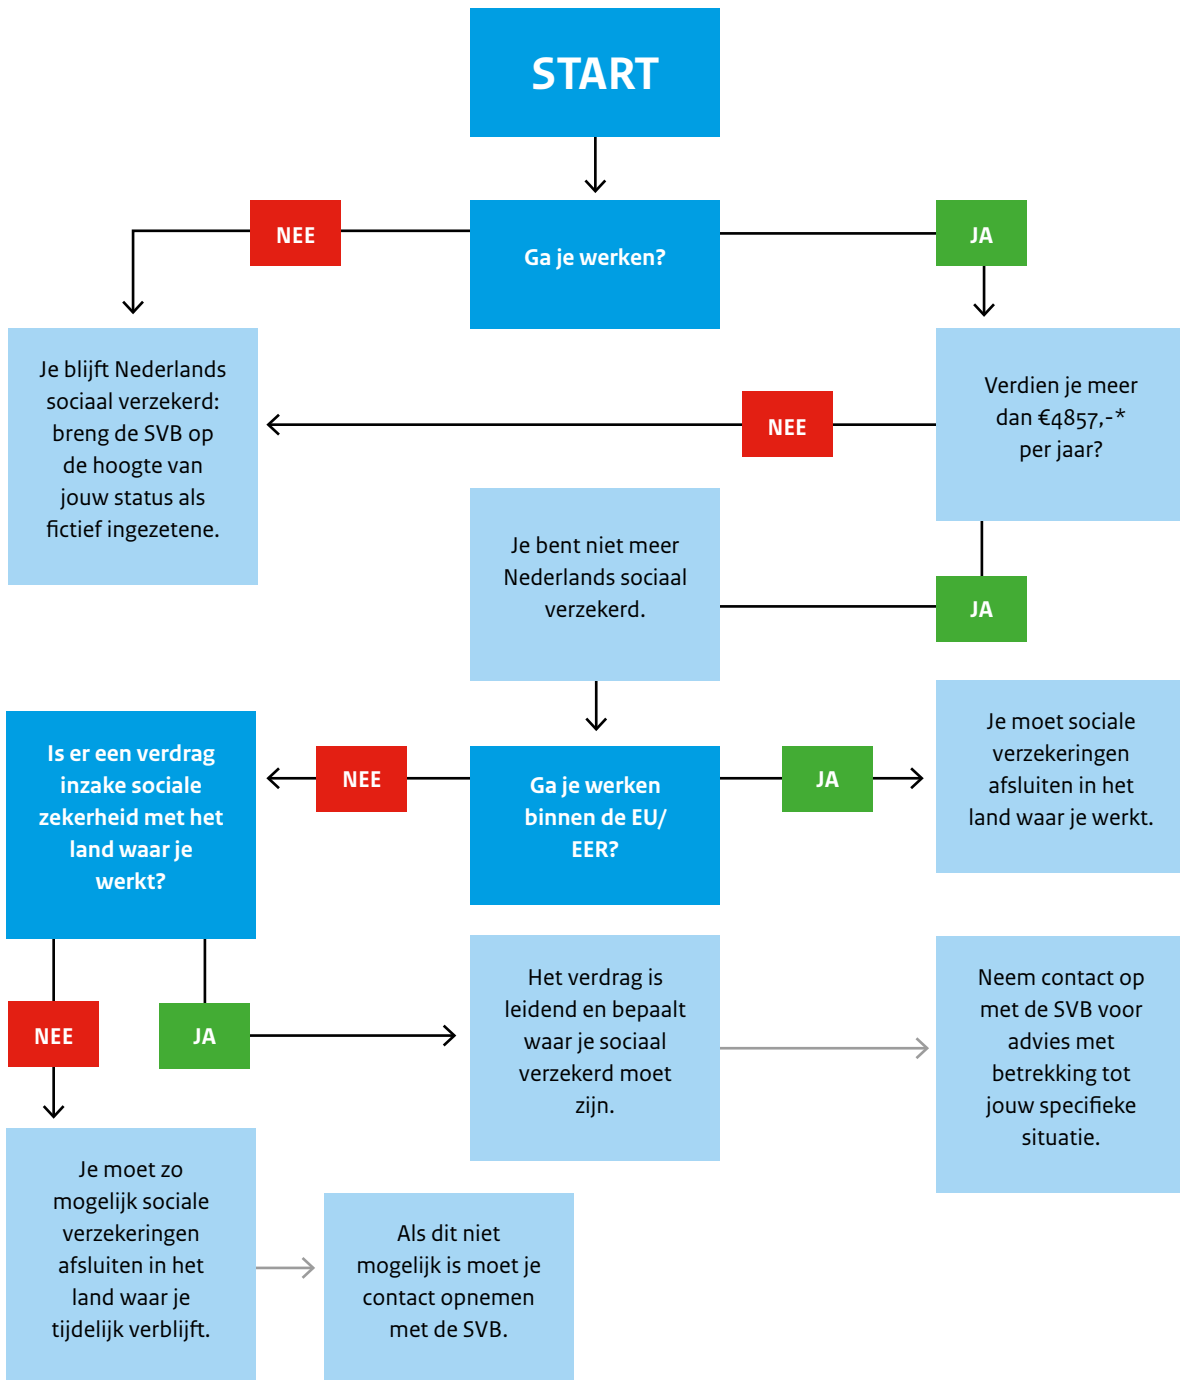 START
NEE
Ga je werken?
JA
Je blijft Nederlands
sociaal verzekerd:
breng de SVB op
de hoogte van
jouw status als
fictief ingezetene.
NEE
Verdien je meer
dan €4857,-*
per jaar?
Je bent niet meer
Nederlands sociaal
verzekerd.
JA
Is er een verdrag
inzake sociale
zekerheid met het
land waar je
werkt?
NEE
Ga je werken
binnen de EU/
EER?
JA
Je moet sociale
verzekeringen
afsluiten in het
land waar je werkt.
NEE
JA
Het verdrag is
leidend en bepaalt
waar je sociaal
verzekerd moet
zijn.
Neem contact op
met de SVB voor
advies met
betrekking tot
jouw specifieke
situatie.
Je moet zo
mogelijk sociale
verzekeringen
afsluiten in het
land waar je
tijdelijk verblijft.
Als dit niet
mogelijk is moet je
contact opnemen
met de SVB.